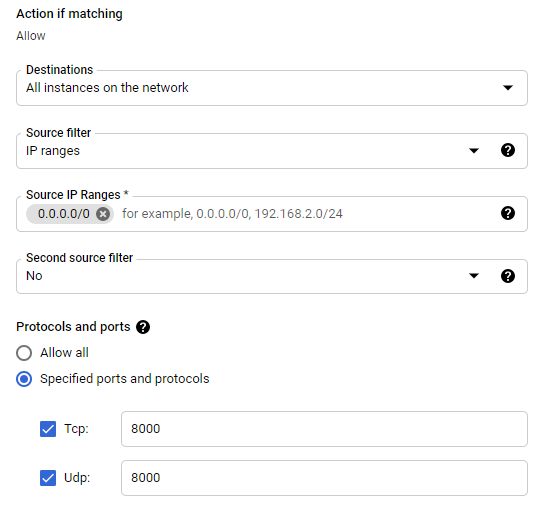 Action if matching
Allow
Destinations
All instances on the network
Source filter
IP ranges
Source IP Ranges *
0.0.0.0/0 for example, 0.0.0.0/0, 192.168.2.0/24
Second source filter
No
Protocols and ports
Allow all
Specified ports and protocols
Tcp: 8000
Udp: 8000